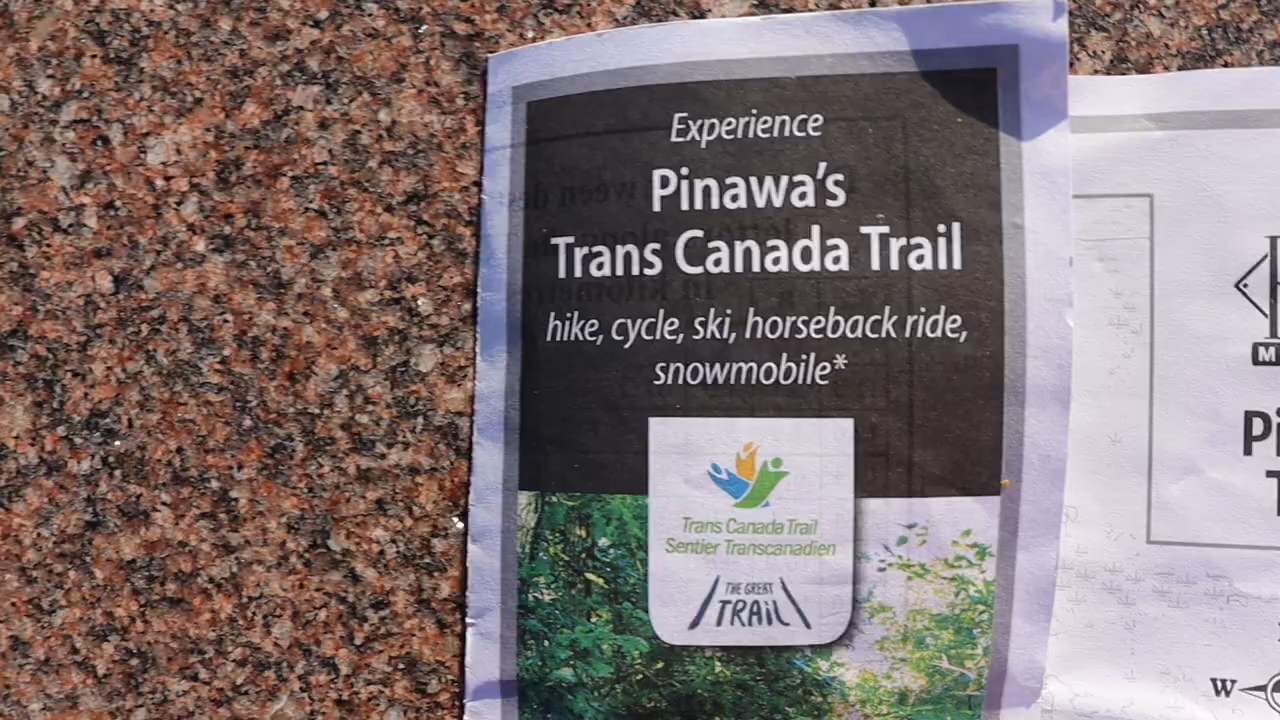 Experience
Pinawa's
Trans Canada Trail
hike, cycle, ski, horseback ride,
snowmobile*
Trans Canada Trail
Sentier Transcanadien
THE GREAT
TRAIL
W